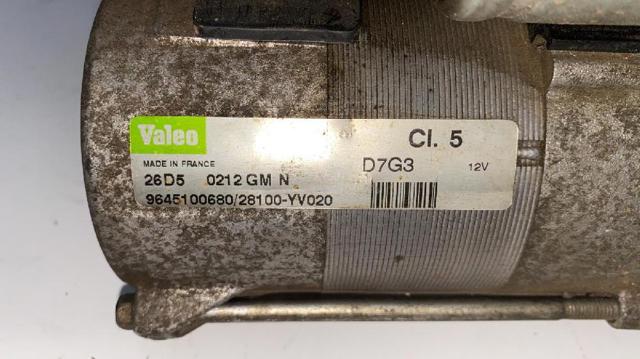 Valeo Cl. 5
MADE IN FRANCE D7G3 12V
26D5 0212 GM N
9645100680/28100-YV020